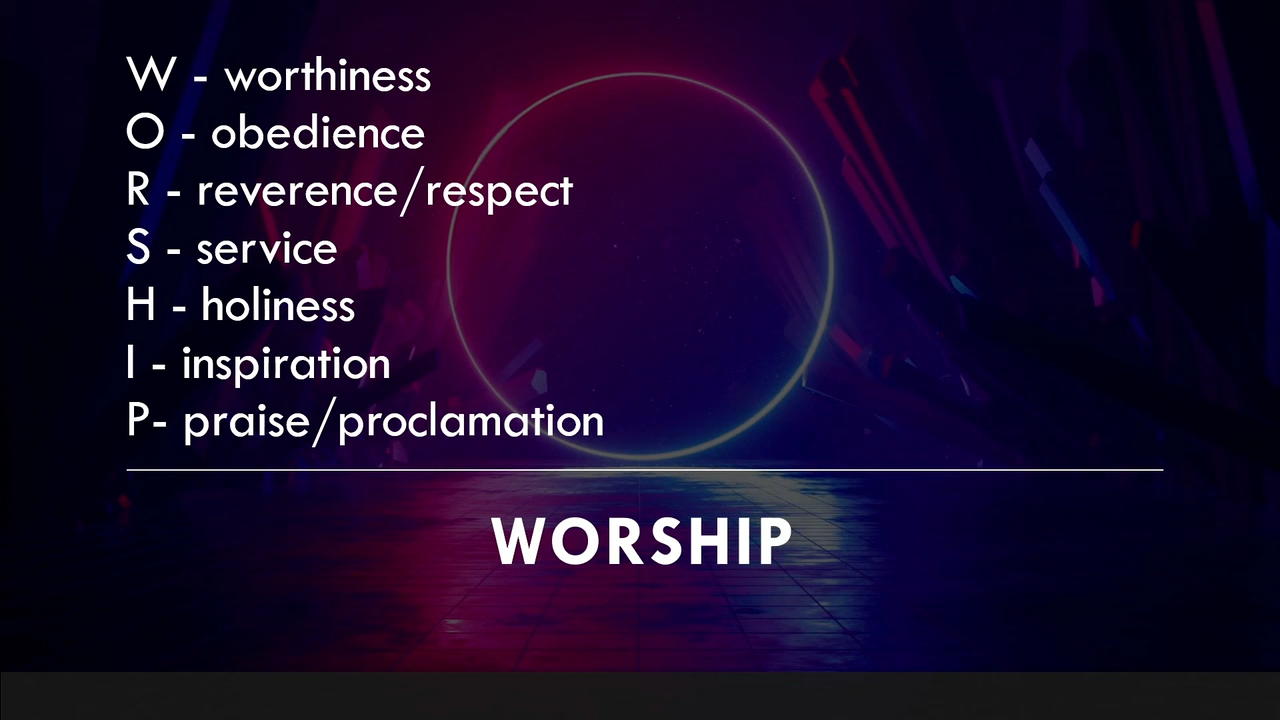 W - worthiness
O - obedience
R - reverence/respect
S - service
H - holiness
I - inspiration
P- praise/proclamation
WORSHIP